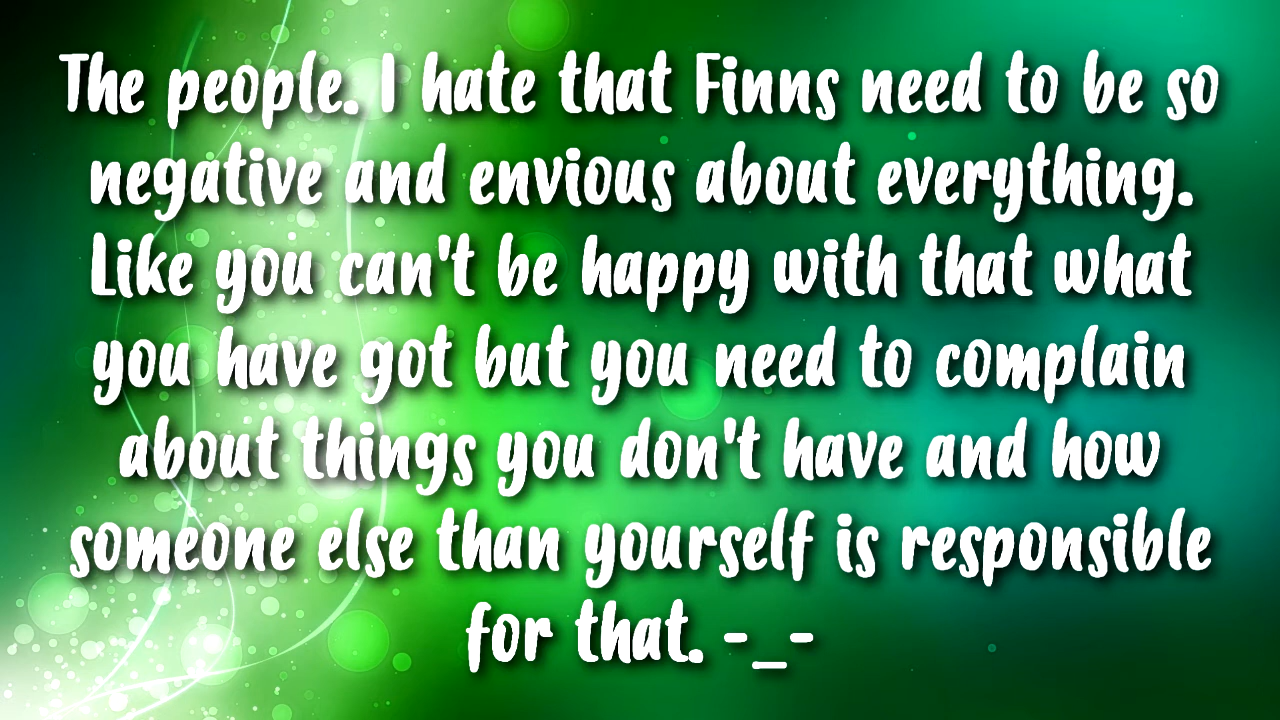 The people. I hate that Finns need to be so
negative and envious about everything.
Like you can't be happy with that what
you have got but you need to complain
about things you don't have and how
someone else than yourself is responsible
for that. -_-